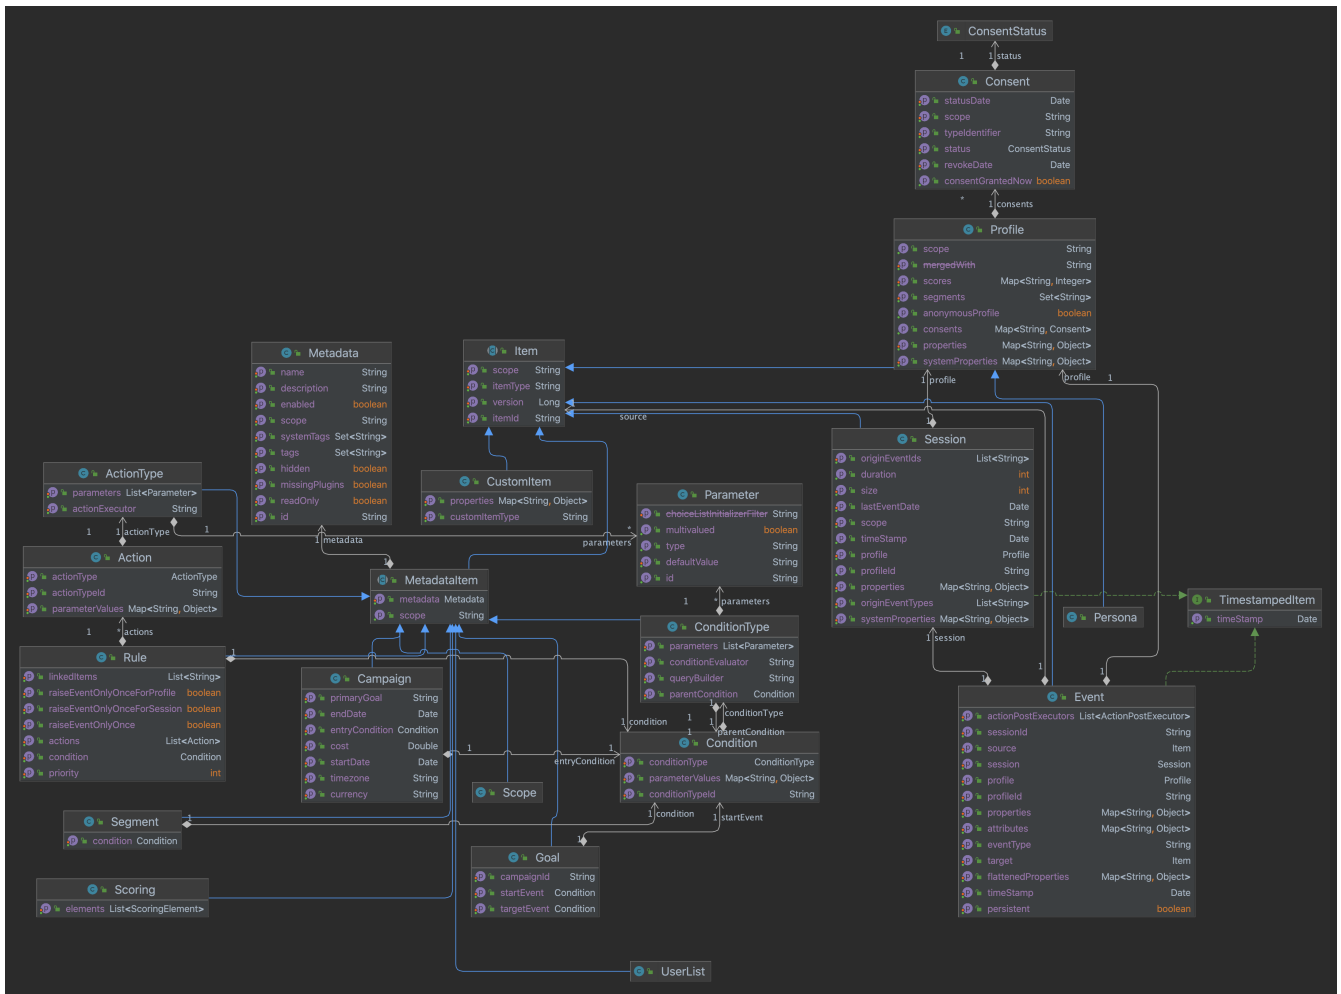 ConsentStatus
1 1 status
Consent
statusDate Date
scope String
typeIdentifier String
status ConsentStatus
revokeDate Date
consentGrantedNow boolean
* 1 consents
Profile
scope String
mergedWith String
scores Map<String, Integer>
segments Set<String>
anonymousProfile boolean
consents Map<String, Consent>
properties Map<String, Object>
systemProperties Map<String, Object>
1 profile
profile 1
Metadata
name String
description String
enabled boolean
scope String
systemTags Set<String>
tags Set<String>
hidden boolean
missingPlugins boolean
readOnly boolean
id String
1 metadata
1
Item
scope String
itemType String
version Long
itemId String
source
CustomItem
properties Map<String, Object>
customItemType String
Parameter
choiceListInitializerFilter String
multivalued boolean
type String
defaultValue String
id String
* parameters
1 * parameters
Session
1
originEventIds List<String>
duration int
size int
lastEventDate Date
scope String
timeStamp Date
profile Profile
profileId String
properties Map<String, Object>
originEventTypes List<String>
systemProperties Map<String, Object>
1 session
Persona
TimestampedItem
timeStamp Date
ActionType
parameters List<Parameter>
actionExecutor String
1 1 actionType
1
Action
actionType ActionType
actionTypeId String
parameterValues Map<String, Object>
1 * actions
MetadataItem
metadata Metadata
scope String
ConditionType
parameters List<Parameter>
conditionEvaluator String
queryBuilder String
parentCondition Condition
1 conditionType
1 1
1 parentCondition
Rule
1
linkedItems List<String>
raiseEventOnlyOnceForProfile boolean
raiseEventOnlyOnceForSession boolean
raiseEventOnlyOnce boolean
actions List<Action>
condition Condition
priority int
1 condition
Campaign
primaryGoal String
endDate Date
entryCondition Condition
cost Double
startDate Date
timezone String
currency String
1 1
entryCondition
Condition
conditionType ConditionType
parameterValues Map<String, Object>
conditionTypeId String
1 condition
1 startEvent
Scope
Segment
1
condition Condition
Goal
1
campaignId String
startEvent Condition
targetEvent Condition
Scoring
elements List<ScoringElement>
UserList
1 1 1
Event
actionPostExecutors List<ActionPostExecutor>
sessionId String
source Item
session Session
profile Profile
profileId String
properties Map<String, Object>
attributes Map<String, Object>
eventType String
target Item
flattenedProperties Map<String, Object>
timeStamp Date
persistent boolean